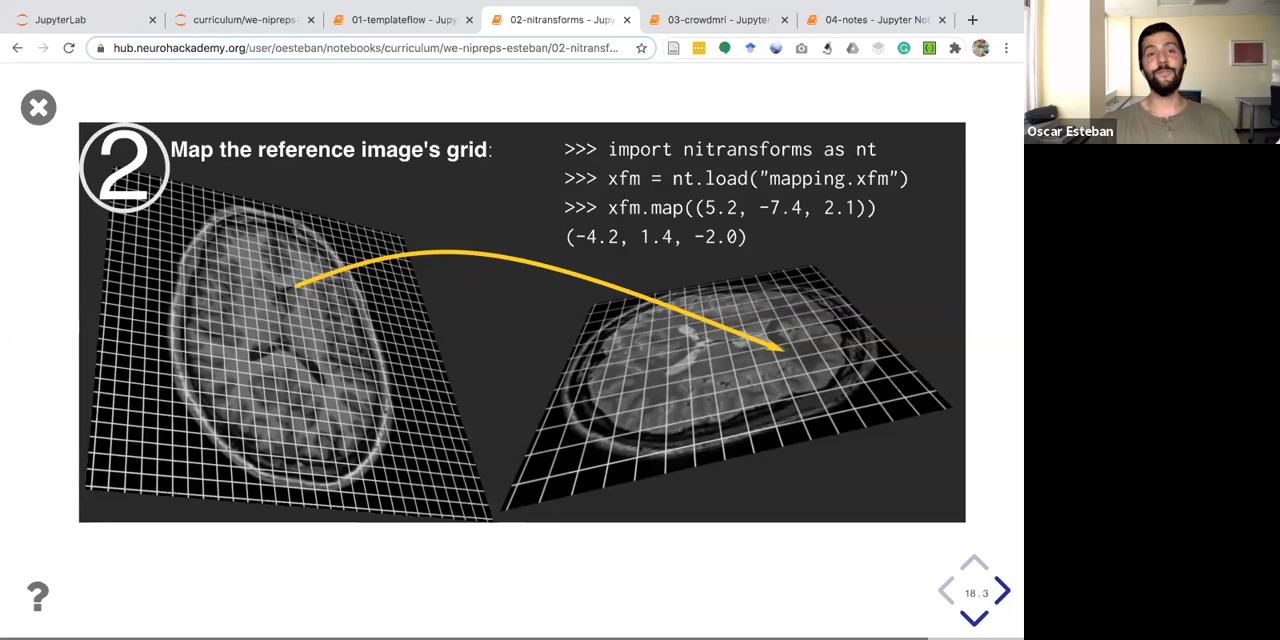 JupyterLab
curriculum/we-nipreps-
01-templateflow - Jupy
02-nitransforms - Jupy
03-crowdmri - Jupyter
04-notes - Jupyter Not
hub.neurohackademy.org/user/oesteban/notebooks/curriculum/we-nipreps-esteban/02-nitransf...
Oscar Esteban
2
Map the reference image's grid:
>>> import nitransforms as nt
>>> xfm = nt.load("mapping.xfm")
>>> xfm.map((5.2, -7.4, 2.1))
(-4.2, 1.4, -2.0)
?
18.3